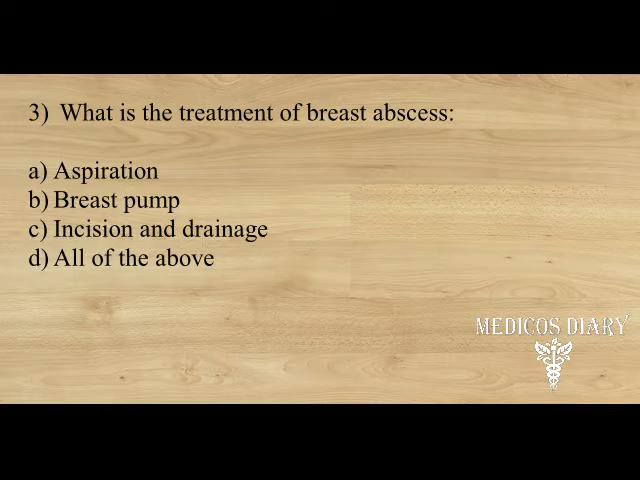 3) What is the treatment of breast abscess:
a) Aspiration
b) Breast pump
c) Incision and drainage
d) All of the above
MEDICOS DIARY